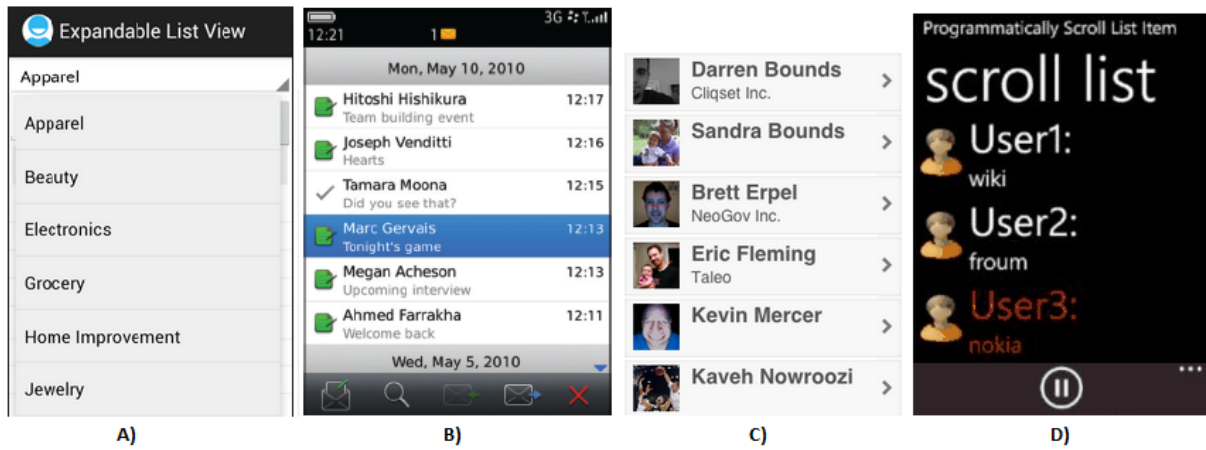 Expandable List View
Apparel
Apparel
Beauty
Electronics
Grocery
Home Improvement
Jewelry
A)
3G
12:21 1
Mon, May 10, 2010
Hitoshi Hishikura 12:17
Team building event
Joseph Venditti 12:16
Hearts
Tamara Moona 12:15
Did you see that?
Marc Gervais 12:13
Tonight's game
Megan Acheson 12:13
Upcoming interview
Ahmed Farrakha 12:11
Welcome back
Wed, May 5, 2010
B)
Darren Bounds
Cliqset Inc.
Sandra Bounds
Brett Erpel
NeoGov Inc.
Eric Fleming
Taleo
Kevin Mercer
Kaveh Nowroozi
C)
Programmatically Scroll List Item
scroll list
User1:
wiki
User2:
froum
User3:
nokia
D)